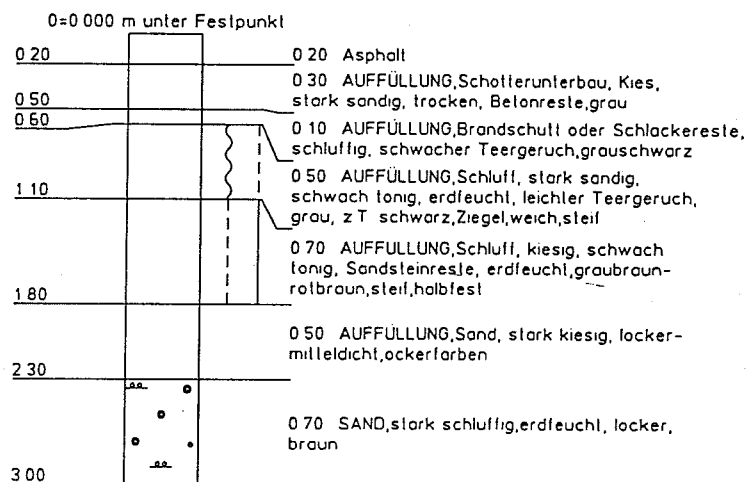 0=0 000 m unter Festpunkt
0 20
0 20 Asphalt
0 30 AUFFÜLLUNG,Schotterunterbau, Kies,
stark sandig, trocken, Betonreste,grau
0 50
0 60
0 10 AUFFÜLLUNG,Brandschutt oder Schlackereste,
schluffig, schwacher Teergeruch,grauschwarz
0 50 AUFFÜLLUNG,Schluff, stark sandig,
schwach tonig, erdfeucht, leichter Teergeruch,
grau, z T schwarz,Ziegel,weich,steif
1 10
0 70 AUFFULLUNG,Schluff, kiesig, schwach
tonig, Sandsteinreste, erdfeucht,graubraun-
rotbraun,steif,halbfest
1 80
0 50 AUFFÜLLUNG,Sand, stark kiesig, locker-
mitteldicht,ockerfarben
2 30
0 70 SAND,stark schluffig,erdfeucht, locker,
braun
3 00